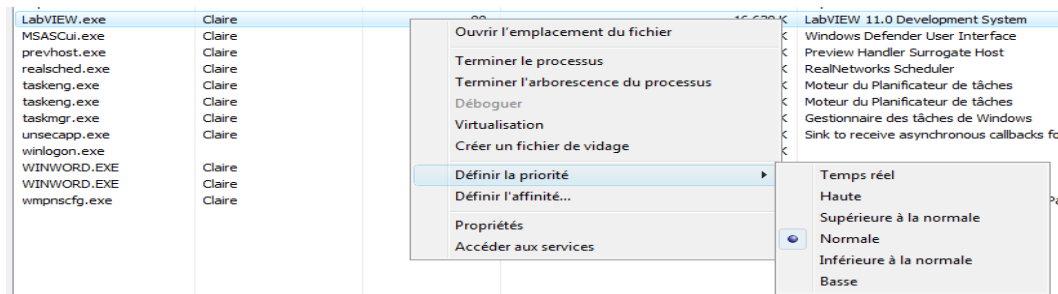 LabVIEW.exe Claire 00 16 620 K LabVIEW 11.0 Development System
MSASCui.exe Claire K Windows Defender User Interface
prevhost.exe Claire K Preview Handler Surrogate Host
realsched.exe Claire K RealNetworks Scheduler
taskeng.exe Claire K Moteur du Planificateur de tâches
taskeng.exe Claire K Moteur du Planificateur de tâches
taskmgr.exe Claire K Gestionnaire des tâches de Windows
unsecapp.exe Claire K Sink to receive asynchronous callbacks fo
winlogon.exe K
WINWORD.EXE Claire
WINWORD.EXE Claire
wmpnscfg.exe Claire
Ouvrir l'emplacement du fichier
Terminer le processus
Terminer l'arborescence du processus
Déboguer
Virtualisation
Créer un fichier de vidage
Définir la priorité
Définir l'affinité...
Propriétés
Accéder aux services
Temps réel
Haute
Supérieure à la normale
Normale
Inférieure à la normale
Basse